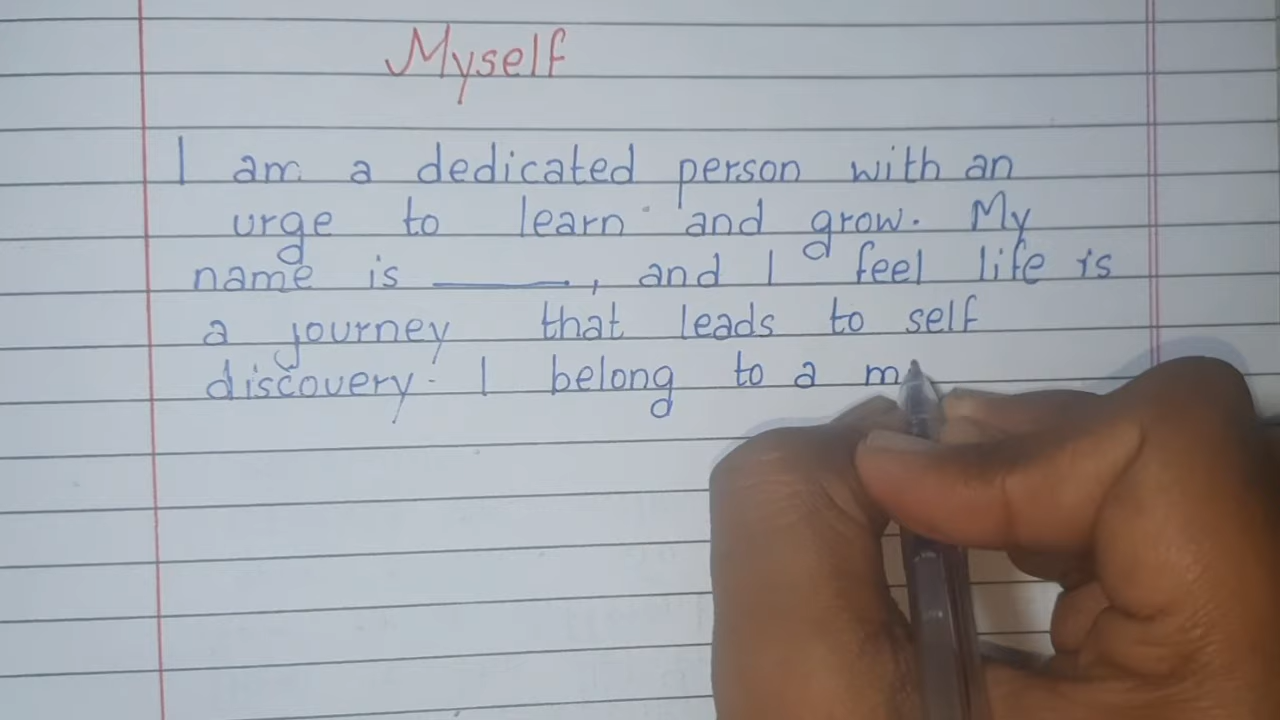 Myself
I am a dedicated person with an
urge to learn and grow. My
name is ______, and I feel life is
a journey that leads to self
discovery. I belong to a